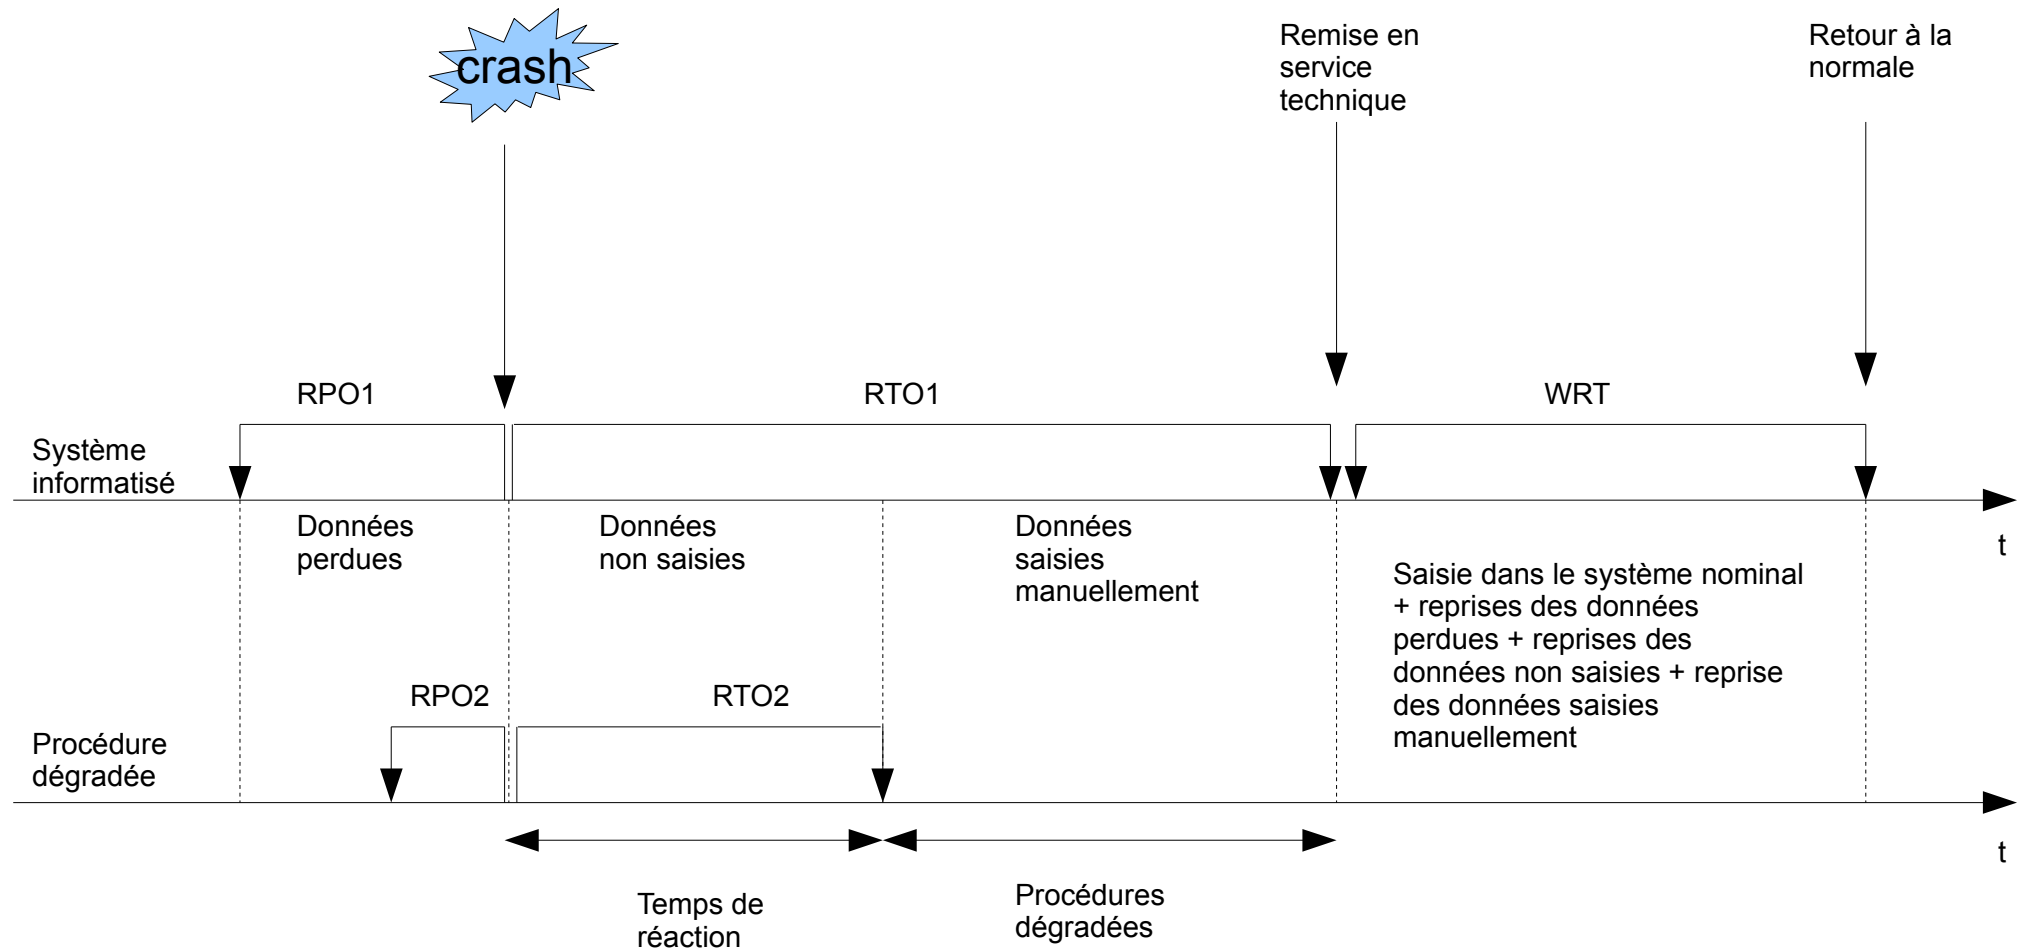 crash
Remise en
service
technique
Retour à la
normale
RPO1
RTO1
WRT
Système
informatisé
Données
perdues
Données
non saisies
Données
saisies
manuellement
t
Saisie dans le système nominal
+ reprises des données
perdues + reprises des
données non saisies + reprise
des données saisies
manuellement
RPO2
RTO2
Procédure
dégradée
t
Temps de
réaction
Procédures
dégradées